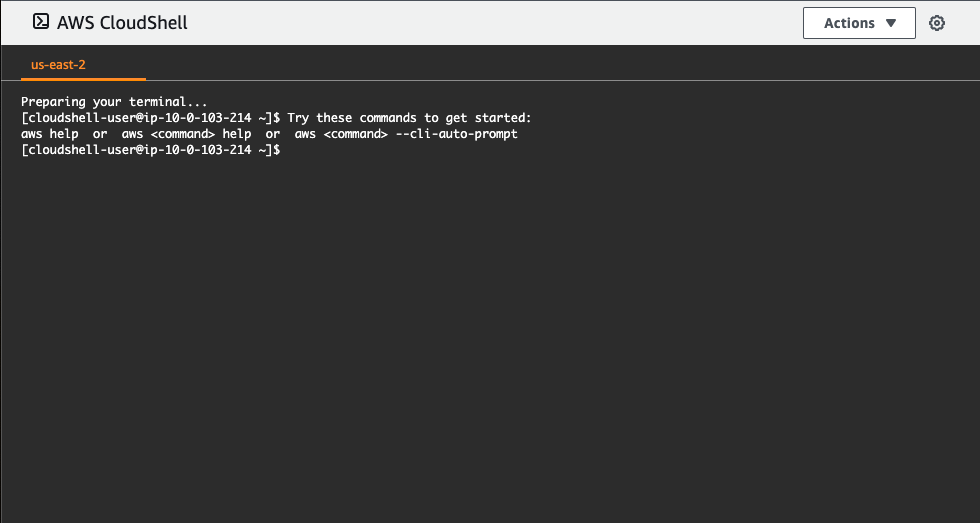 AWS CloudShell
Actions
us-east-2
Preparing your terminal...
[cloudshell-user@ip-10-0-103-214 ~]$ Try these commands to get started:
aws help  or  aws <command> help  or  aws <command> --cli-auto-prompt
[cloudshell-user@ip-10-0-103-214 ~]$